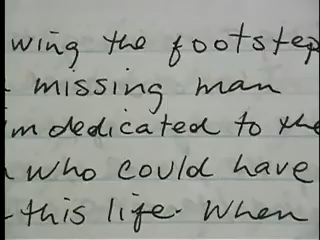 wing the footstep
missing man
m dedicated to the
who could have
this life. When